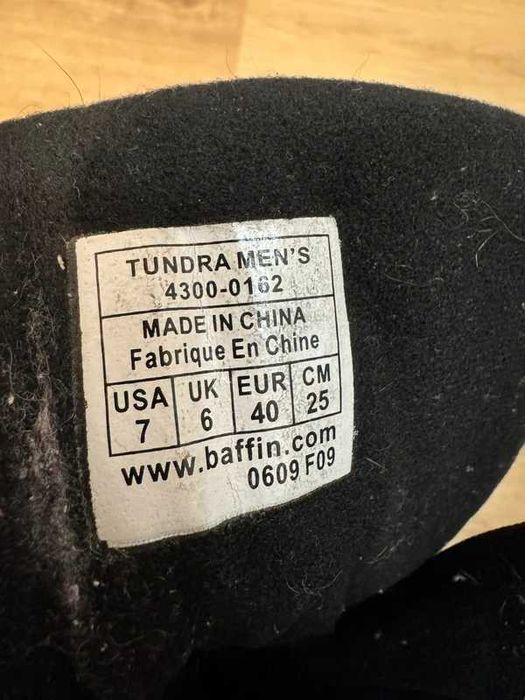 TUNDRA MEN'S
4300-0162
MADE IN CHINA
Fabrique En Chine
USA UK EUR CM
7 6 40 25
www.baffin.com
0609 F09